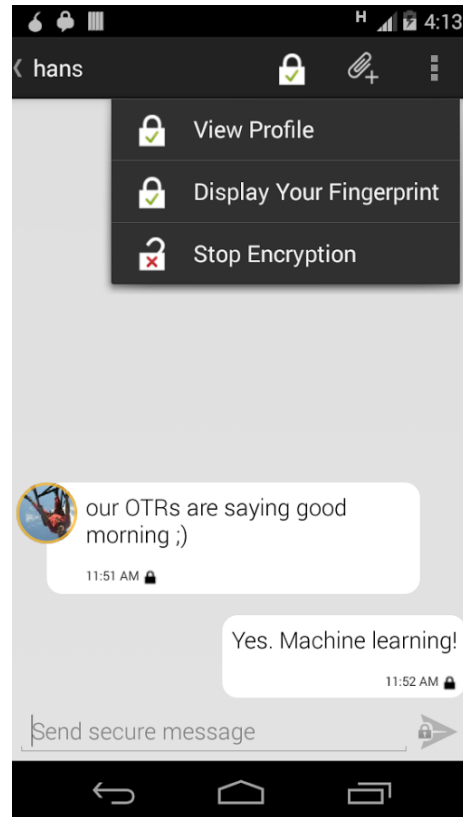 H 4:13
hans
View Profile
Display Your Fingerprint
Stop Encryption
our OTRs are saying good
morning ;)
11:51 AM
Yes. Machine learning!
11:52 AM
Send secure message